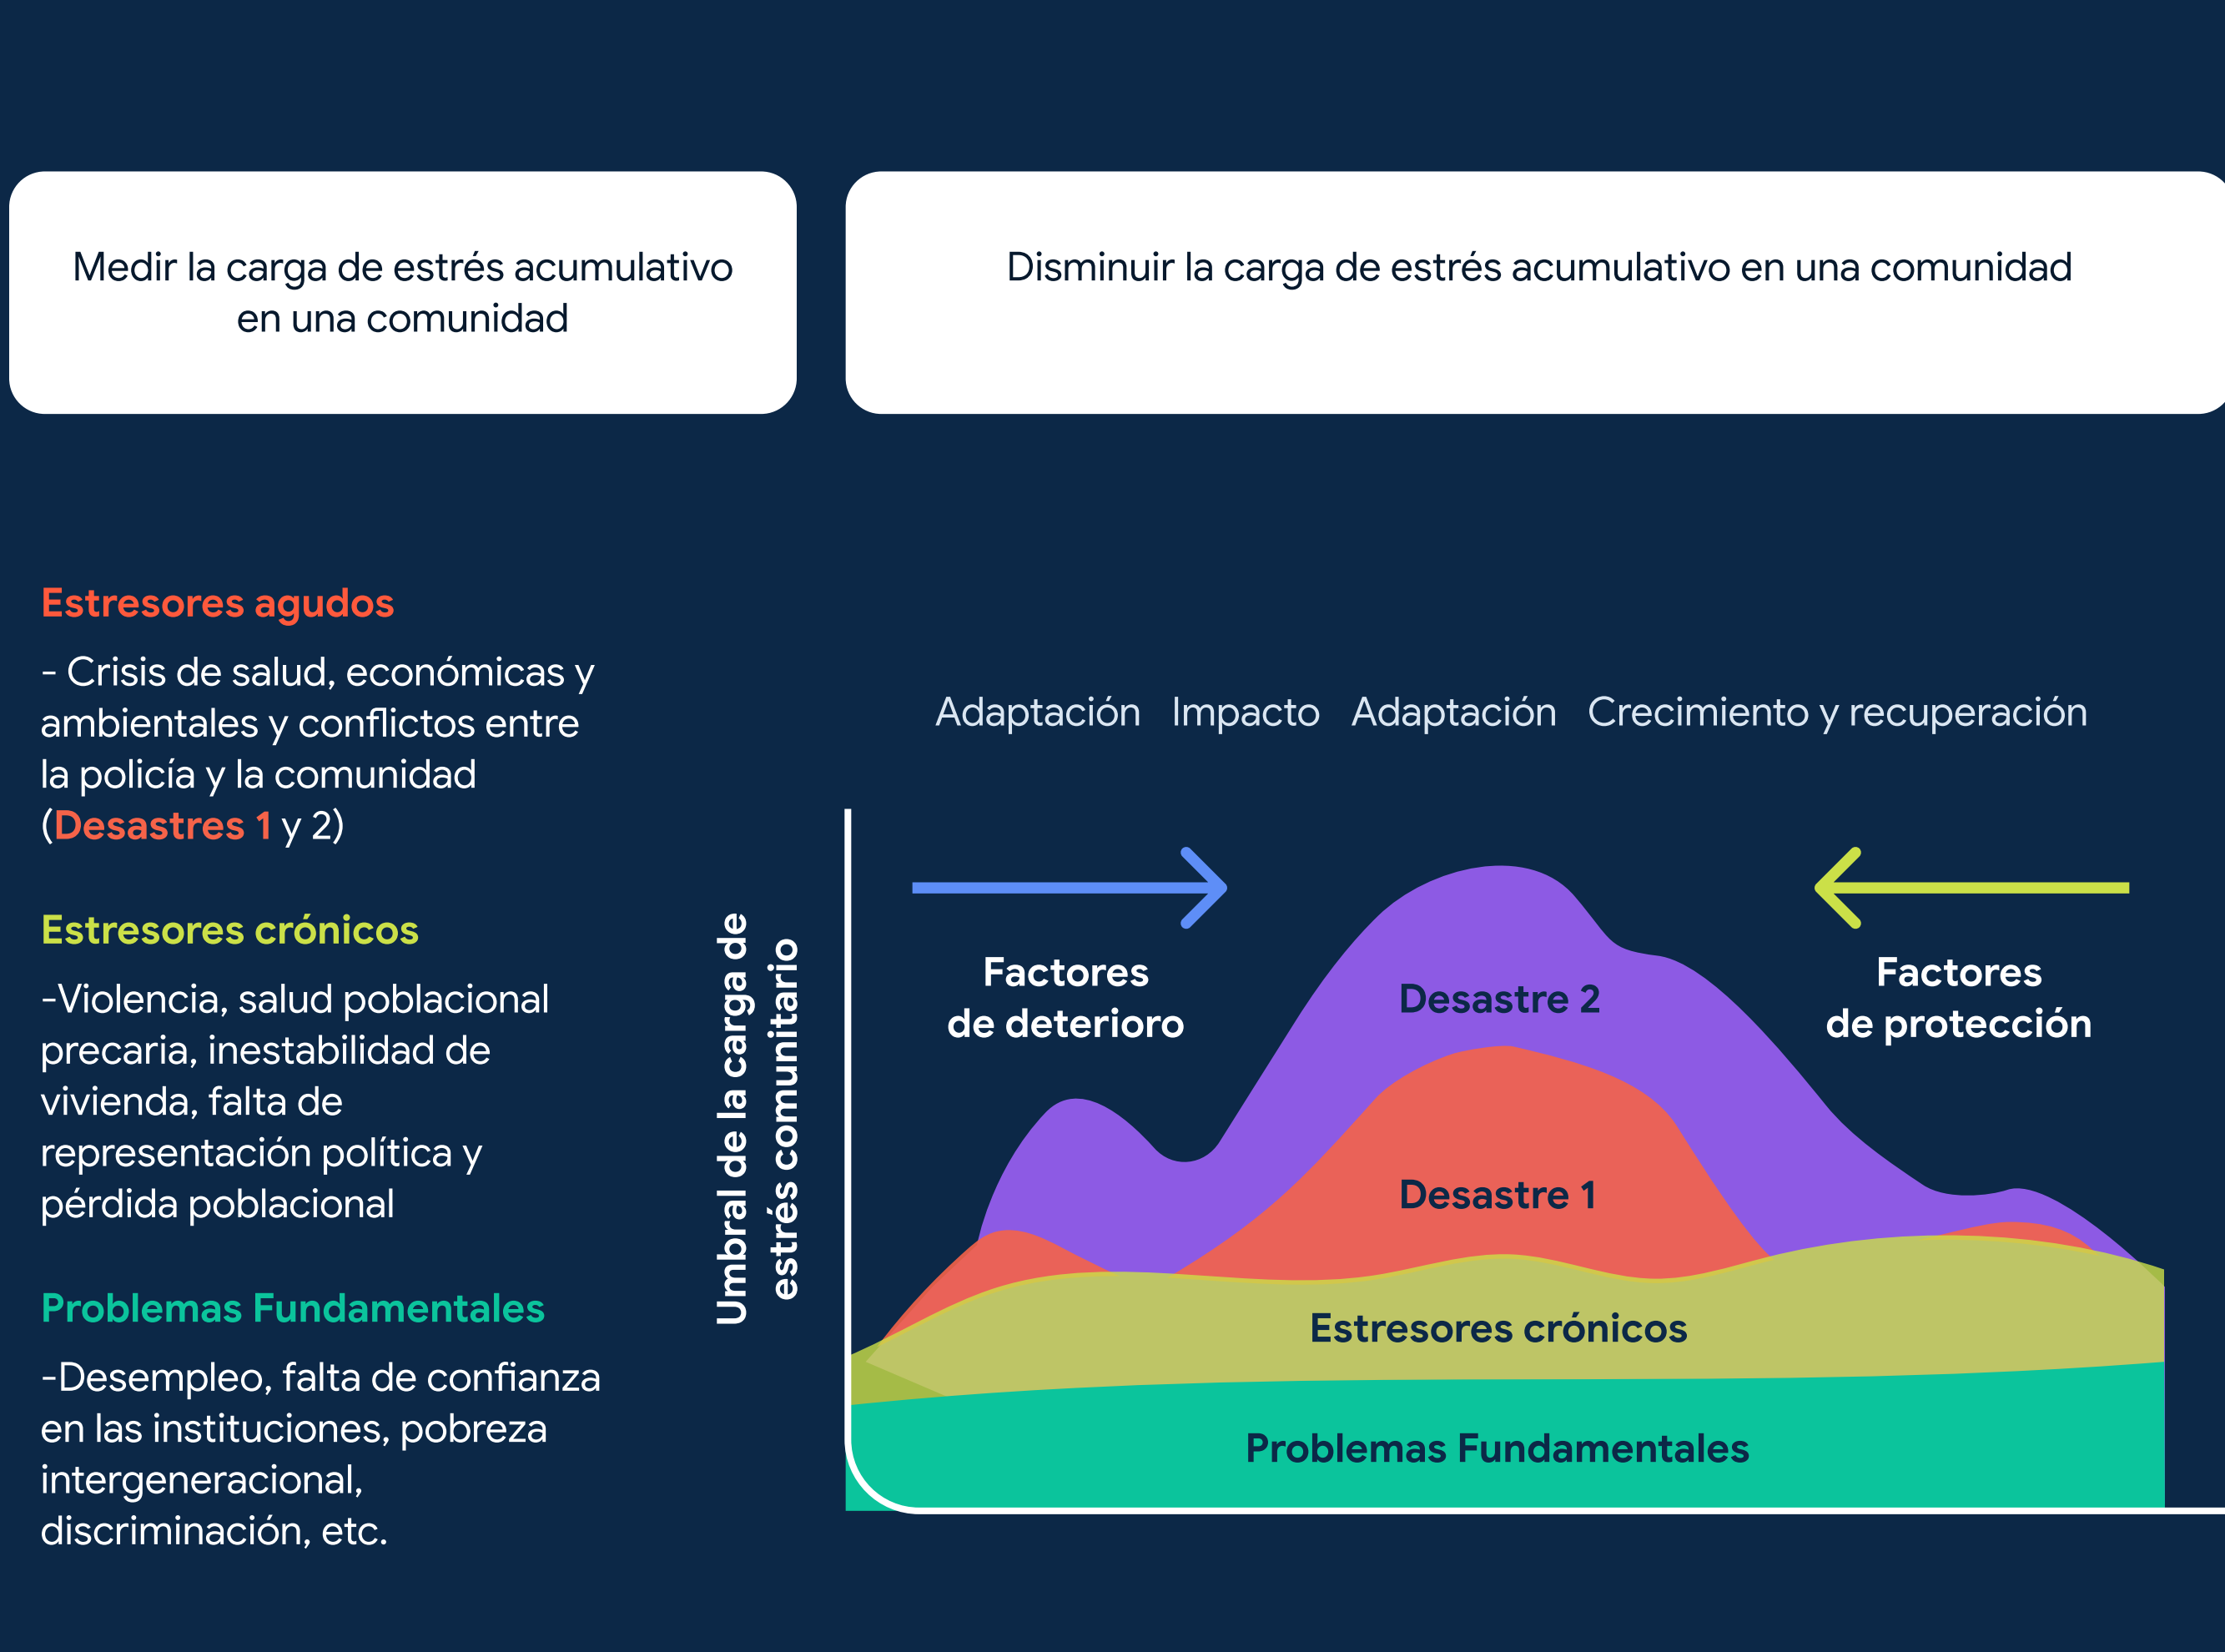 Medir la carga de estrés acumulativo
en una comunidad
Disminuir la carga de estrés acumulativo en una comunidad
Estresores agudos
- Crisis de salud, económicas y
ambientales y conflictos entre
la policía y la comunidad
(Desastres 1 y 2)
Estresores crónicos
-Violencia, salud poblacional
precaria, inestabilidad de
vivienda, falta de
representación política y
pérdida poblacional
Problemas Fundamentales
-Desempleo, falta de confianza
en las instituciones, pobreza
intergeneracional,
discriminación, etc.
Adaptación Impacto Adaptación Crecimiento y recuperación
Umbral de la carga de
estrés comunitario
Factores
de deterioro
Factores
de protección
Desastre 2
Desastre 1
Estresores crónicos
Problemas Fundamentales